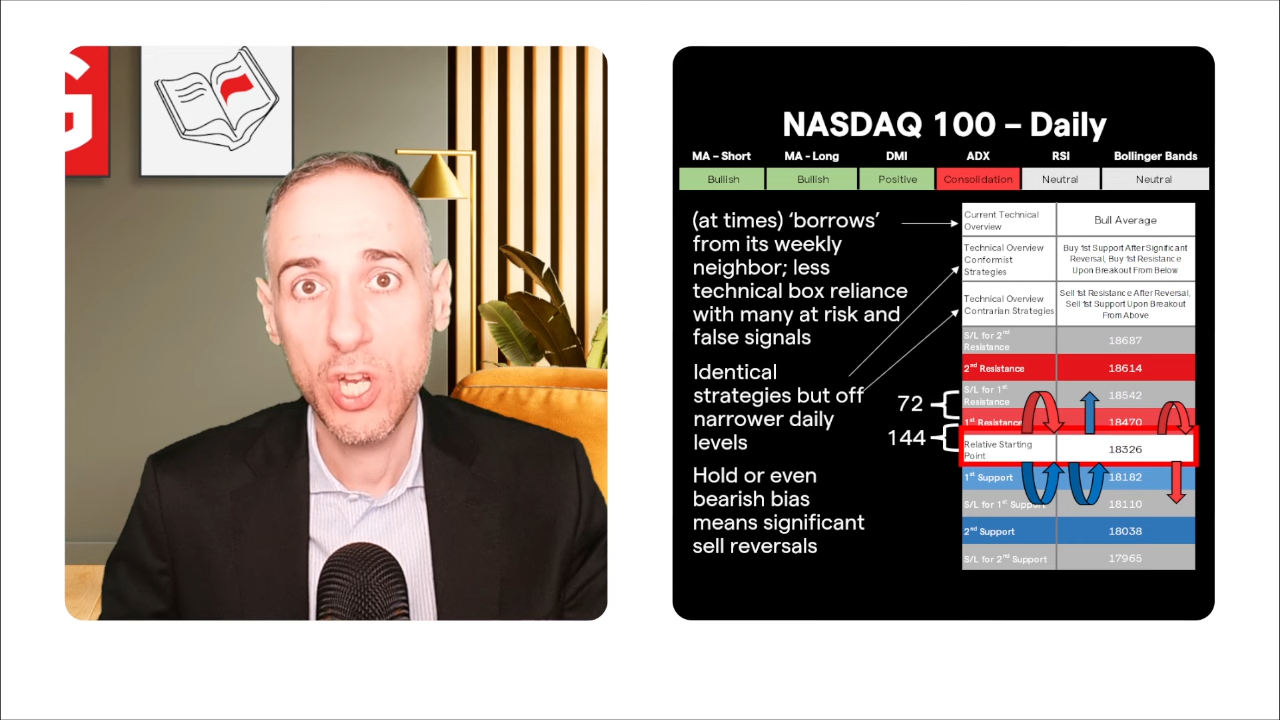 G
NASDAQ 100 – Daily
MA – Short MA - Long DMI ADX RSI Bollinger Bands
Bullish Bullish Positive Consolidation Neutral Neutral
(at times) ‘borrows’
from its weekly
neighbor; less
technical box reliance
with many at risk and
false signals
Identical
strategies but off
narrower daily
levels
Hold or even
bearish bias
means significant
sell reversals
72
144
Current Technical
Overview
Bull Average
Technical Overview
Conformist
Strategies
Buy 1st Support After Significant
Reversal, Buy 1st Resistance
Upon Breakout From Below
Technical Overview
Contrarian Strategies
Sell 1st Resistance After Reversal,
Sell 1st Support Upon Breakout
From Above
S/L for 2nd
Resistance
18687
2nd Resistance 18614
S/L for 1st
Resistance
18542
1st Resistance 18470
Relative Starting
Point
18326
1st Support 18182
S/L for 1st Support 18110
2nd Support 18038
S/L for 2nd Support 17965